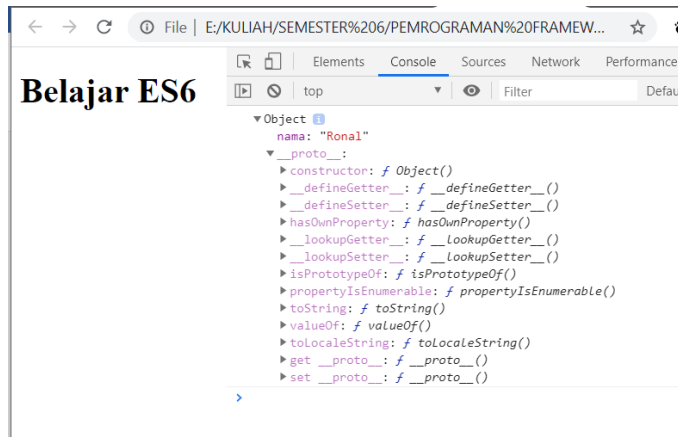 File | E:/KULIAH/SEMESTER%206/PEMROGRAMAN%20FRAMEW...
Belajar ES6
Elements Console Sources Network Performance
top Filter Defau
Object i
nama: "Ronal"
__proto__:
constructor: ƒ Object()
__defineGetter__: ƒ __defineGetter__()
__defineSetter__: ƒ __defineSetter__()
hasOwnProperty: ƒ hasOwnProperty()
__lookupGetter__: ƒ __lookupGetter__()
__lookupSetter__: ƒ __lookupSetter__()
isPrototypeOf: ƒ isPrototypeOf()
propertyIsEnumerable: ƒ propertyIsEnumerable()
toString: ƒ toString()
valueOf: ƒ valueOf()
toLocaleString: ƒ toLocaleString()
get __proto__: ƒ __proto__()
set __proto__: ƒ __proto__()